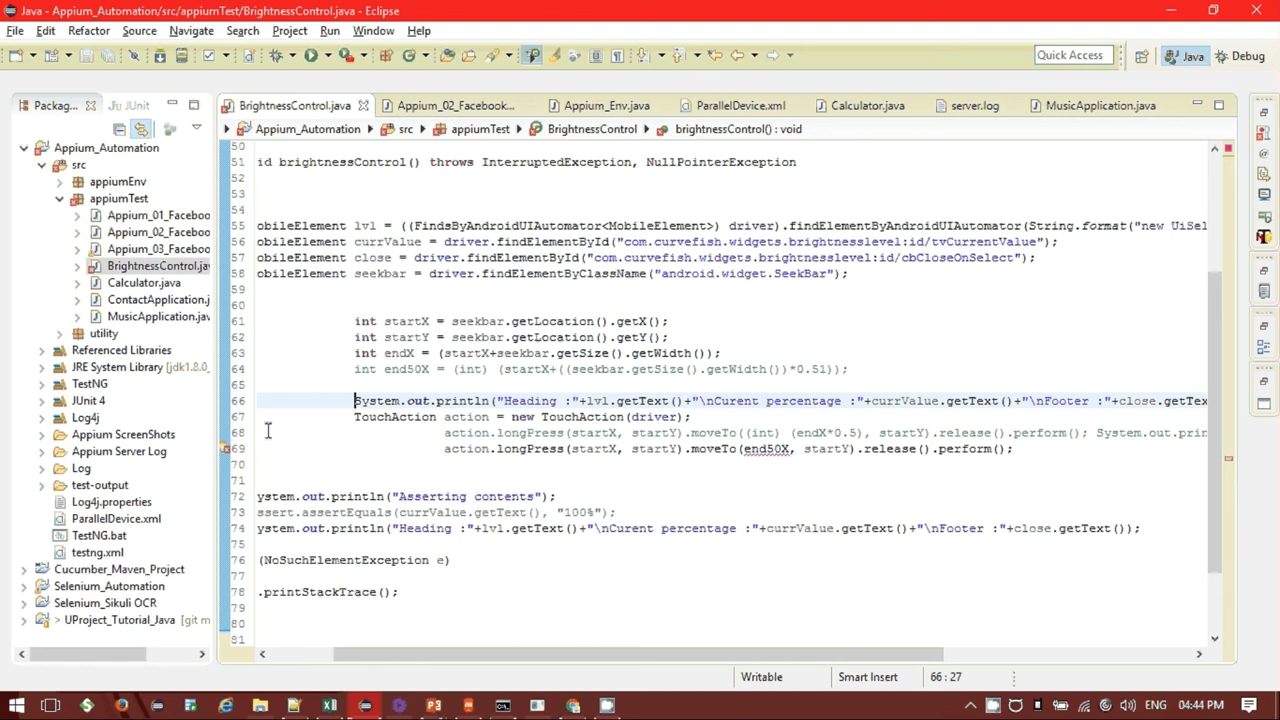 Java - Appium_Automation/src/appiumTest/BrightnessControl.java - Eclipse
File Edit Refactor Source Navigate Search Project Run Window Help
Quick Access Java Debug
Packag... JUnit BrightnessControl.java Appium_02_Facebook... Appium_Env.java ParallelDevice.xml Calculator.java server.log MusicApplication.java
Appium_Automation src appiumTest BrightnessControl brightnessControl() : void
Appium_Automation
src
appiumEnv
appiumTest
Appium_01_Facebo
Appium_02_Facebo
Appium_03_Facebo
BrightnessControl.jav
Calculator.java
ContactApplication.j
MusicApplication.jav
utility
Referenced Libraries
JRE System Library [jdk1.8.0_
TestNG
JUnit 4
Log4j
Appium ScreenShots
Appium Server Log
Log
test-output
Log4j.properties
ParallelDevice.xml
TestNG.bat
testng.xml
Cucumber_Maven_Project
Selenium_Automation
Selenium_Sikuli OCR
> UProject_Tutorial_Java [git m
50
51 id brightnessControl() throws InterruptedException, NullPointerException
52
53
54
55 obileElement lvl = ((FindsByAndroidUIAutomator<MobileElement>) driver).findElementByAndroidUIAutomator(String.format("new UiSel
56 obileElement currValue = driver.findElementById("com.curvefish.widgets.brightnesslevel:id/tvCurrentValue");
57 obileElement close = driver.findElementById("com.curvefish.widgets.brightnesslevel:id/cbCloseOnSelect");
58 obileElement seekbar = driver.findElementByClassName("android.widget.SeekBar");
59
60
61 int startX = seekbar.getLocation().getX();
62 int startY = seekbar.getLocation().getY();
63 int endX = (startX+seekbar.getSize().getWidth());
64 int end50X = (int) (startX+((seekbar.getSize().getWidth())*0.51));
65
66 System.out.println("Heading :"+lvl.getText()+"\nCurent percentage :"+currValue.getText()+"\nFooter :"+close.getTex
67 TouchAction action = new TouchAction(driver);
68 action.longPress(startX, startY).moveTo((int) (endX*0.5), startY).release().perform(); System.out.prin
69 action.longPress(startX, startY).moveTo(end50X, startY).release().perform();
70
71
72 ystem.out.println("Asserting contents");
73 ssert.assertEquals(currValue.getText(), "100%");
74 ystem.out.println("Heading :"+lvl.getText()+"\nCurent percentage :"+currValue.getText()+"\nFooter :"+close.getText());
76 (NoSuchElementException e)
77
78 .printStackTrace();
79
80
81
Writable Smart Insert 66 : 27
ENG 04:44 PM